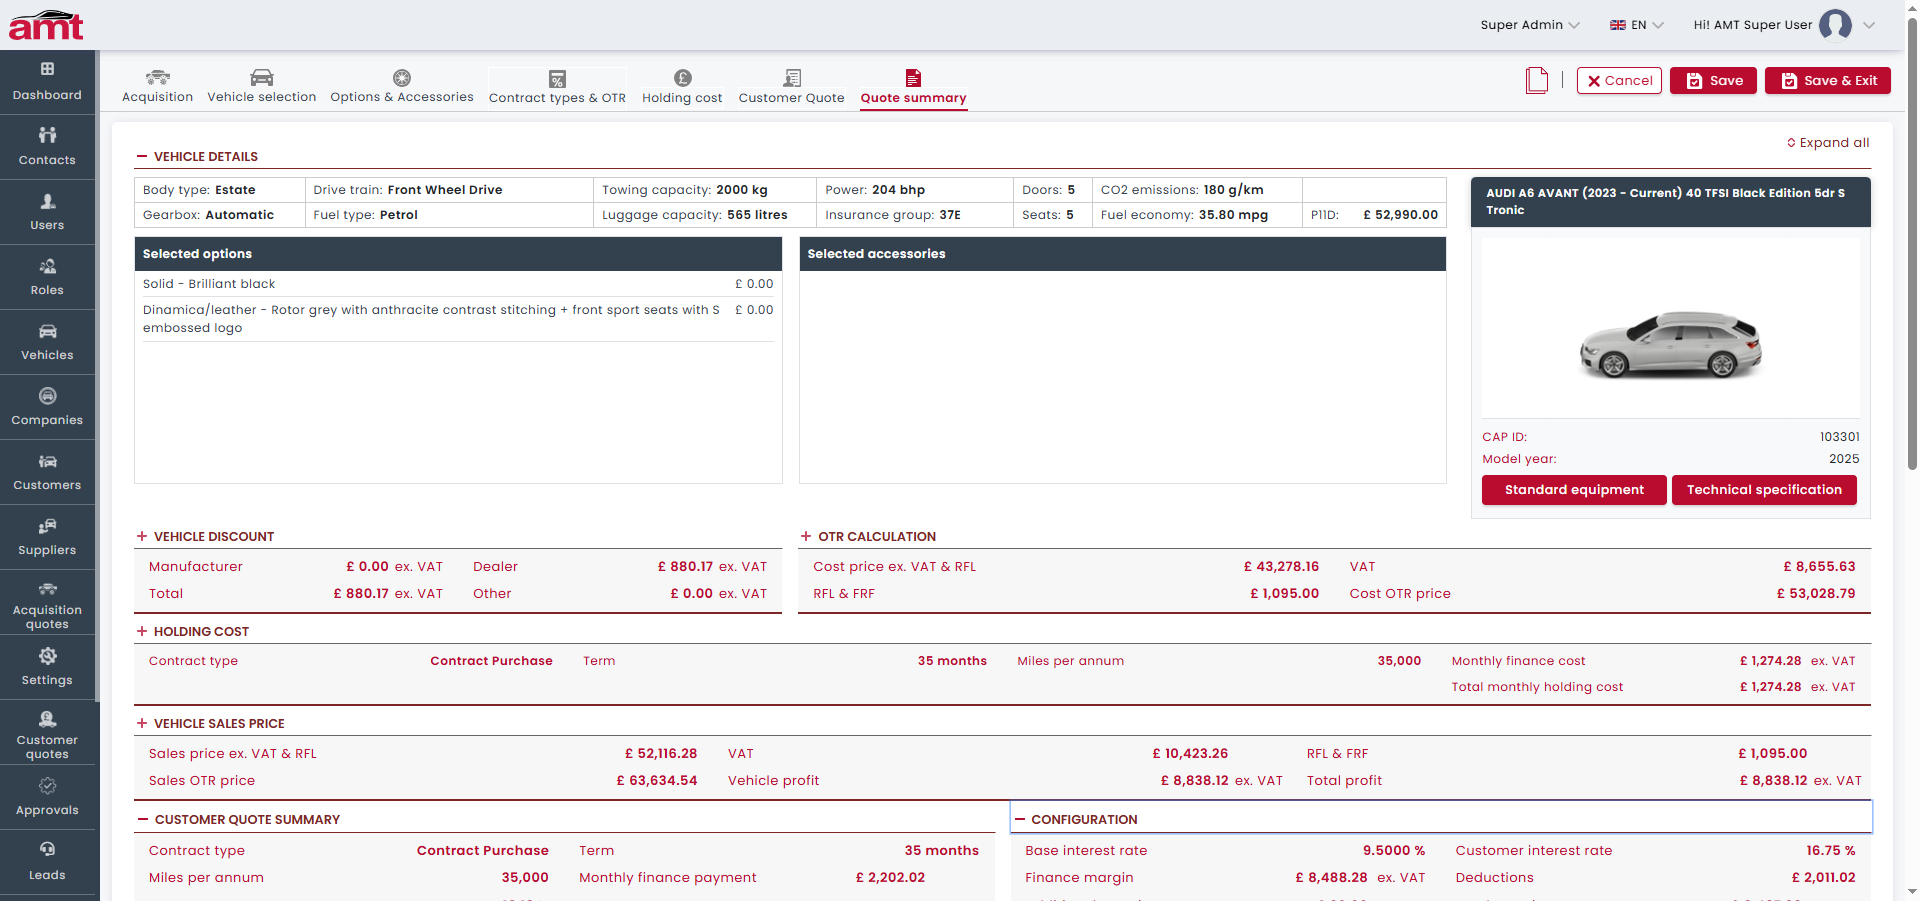 amt
Super Admin
EN
Hi! AMT Super User
Dashboard
Contacts
Users
Roles
Vehicles
Companies
Customers
Suppliers
Acquisition
quotes
Settings
Customer
quotes
Approvals
Leads
Acquisition
Vehicle selection
Options & Accessories
Contract types & OTR
Holding cost
Customer Quote
Quote summary
Cancel
Save
Save & Exit
Expand all
VEHICLE DETAILS
Body type: Estate
Drive train: Front Wheel Drive
Towing capacity: 2000 kg
Power: 204 bhp
Doors: 5
CO2 emissions: 180 g/km
Gearbox: Automatic
Fuel type: Petrol
Luggage capacity: 565 litres
Insurance group: 37E
Seats: 5
Fuel economy: 35.80 mpg
P11D: £ 52,990.00
Selected options
Solid - Brilliant black £ 0.00
Dinamica/leather - Rotor grey with anthracite contrast stitching + front sport seats with S £ 0.00
embossed logo
Selected accessories
AUDI A6 AVANT (2023 - Current) 40 TFSI Black Edition 5dr S
Tronic
CAP ID: 103301
Model year: 2025
Standard equipment
Technical specification
VEHICLE DISCOUNT
Manufacturer £ 0.00 ex. VAT Dealer £ 880.17 ex. VAT
Total £ 880.17 ex. VAT Other £ 0.00 ex. VAT
OTR CALCULATION
Cost price ex. VAT & RFL £ 43,278.16 VAT £ 8,655.63
RFL & FRF £ 1,095.00 Cost OTR price £ 53,028.79
HOLDING COST
Contract type Contract Purchase Term 35 months Miles per annum 35,000 Monthly finance cost £ 1,274.28 ex. VAT
Total monthly holding cost £ 1,274.28 ex. VAT
VEHICLE SALES PRICE
Sales price ex. VAT & RFL £ 52,116.28 VAT £ 10,423.26 RFL & FRF £ 1,095.00
Sales OTR price £ 63,634.54 Vehicle profit £ 8,838.12 ex. VAT Total profit £ 8,838.12 ex. VAT
CUSTOMER QUOTE SUMMARY
Contract type Contract Purchase Term 35 months
Miles per annum 35,000 Monthly finance payment £ 2,202.02
CONFIGURATION
Base interest rate 9.5000 % Customer interest rate 16.75 %
Finance margin £ 8,488.28 ex. VAT Deductions £ 2,011.02